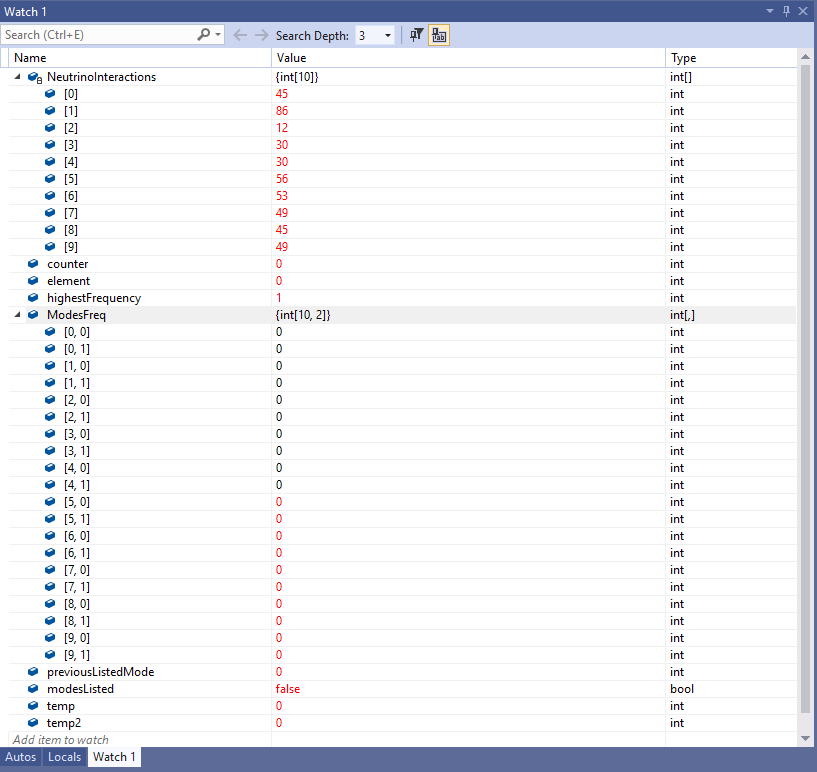 Watch 1
Search (Ctrl+E) Search Depth: 3
Name Value Type
NeutrinoInteractions {int[10]} int[]
[0] 45 int
[1] 86 int
[2] 12 int
[3] 30 int
[4] 30 int
[5] 56 int
[6] 53 int
[7] 49 int
[8] 45 int
[9] 49 int
counter 0 int
element 0 int
highestFrequency 1 int
ModesFreq {int[10, 2]} int[,]
[0, 0] 0 int
[0, 1] 0 int
[1, 0] 0 int
[1, 1] 0 int
[2, 0] 0 int
[2, 1] 0 int
[3, 0] 0 int
[3, 1] 0 int
[4, 0] 0 int
[4, 1] 0 int
[5, 0] 0 int
[5, 1] 0 int
[6, 0] 0 int
[6, 1] 0 int
[7, 0] 0 int
[7, 1] 0 int
[8, 0] 0 int
[8, 1] 0 int
[9, 0] 0 int
[9, 1] 0 int
previousListedMode 0 int
modesListed false bool
temp 0 int
temp2 0 int
Add item to watch
Autos Locals Watch 1